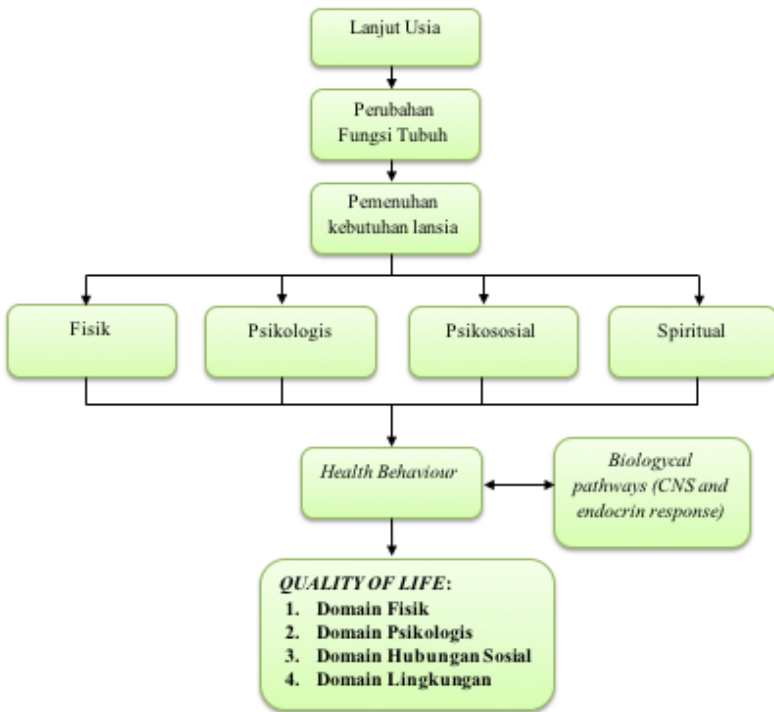 Lanjut Usia
Perubahan
Fungsi Tubuh
Pemenuhan
kebutuhan lansia
Fisik
Psikologis
Psikososial
Spiritual
Health Behaviour
Biologycal
pathways (CNS and
endocrin response)
QUALITY OF LIFE:
1. Domain Fisik
2. Domain Psikologis
3. Domain Hubungan Sosial
4. Domain Lingkungan